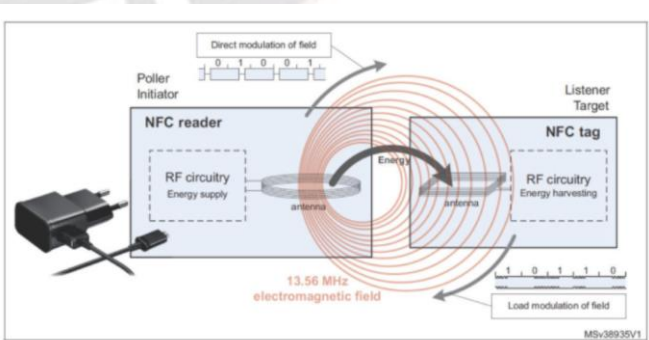 Direct modulation of field
0 1 0 0 1
Poller
Initiator
Listener
Target
NFC reader
NFC tag
Energy
RF circuitry
Energy supply
RF circuitry
Energy harvesting
antenna
antenna
13.56 MHz
electromagnetic field
1 0 1 1 0
Load modulation of field
MSv38935V1